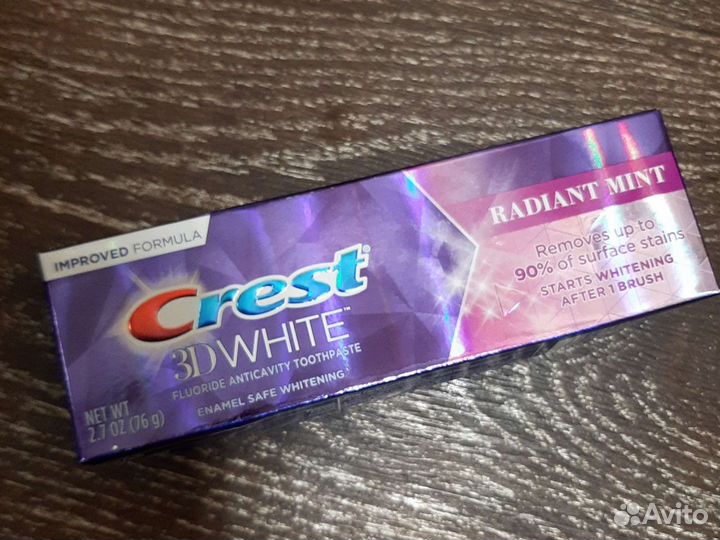 IMPROVED FORMULA
Crest®
3D WHITE™
FLUORIDE ANTICAVITY TOOTHPASTE
ENAMEL SAFE WHITENING
NET WT
2.7 OZ (76 g)
RADIANT MINT
Removes up to
90% of surface stains
STARTS WHITENING
AFTER 1 BRUSH
Avito